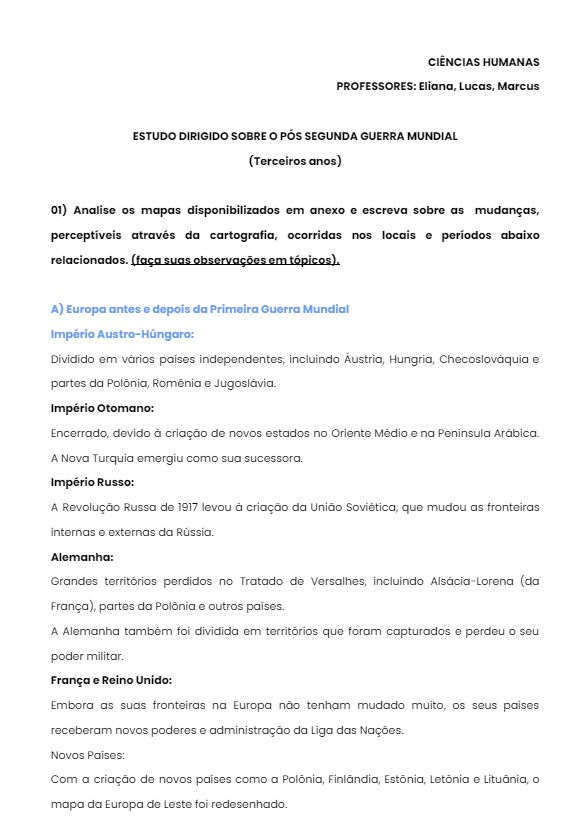 CIÊNCIAS HUMANAS
PROFESSORES: Eliana, Lucas, Marcus
ESTUDO DIRIGIDO SOBRE O PÓS SEGUNDA GUERRA MUNDIAL
(Terceiros anos)
01) Analise os mapas disponibilizados em anexo e escreva sobre as mudanças,
perceptíveis através da cartografia, ocorridas nos locais e períodos abaixo
relacionados. (faça suas observações em tópicos).
A) Europa antes e depois da Primeira Guerra Mundial
Império Austro-Húngaro:
Dividido em vários países independentes, incluindo Áustria, Hungria, Checoslováquia e
partes da Polônia, Romênia e Jugoslávia.
Império Otomano:
Encerrado, devido à criação de novos estados no Oriente Médio e na Península Arábica.
A Nova Turquia emergiu como sua sucessora.
Império Russo:
A Revolução Russa de 1917 levou à criação da União Soviética, que mudou as fronteiras
internas e externas da Rússia.
Alemanha:
Grandes territórios perdidos no Tratado de Versalhes, incluindo Alsácia-Lorena (da
França), partes da Polônia e outros países.
A Alemanha também foi dividida em territórios que foram capturados e perdeu o seu
poder militar.
França e Reino Unido:
Embora as suas fronteiras na Europa não tenham mudado muito, os seus países
receberam novos poderes e administração da Liga das Nações.
Novos Países:
Com a criação de novos países como a Polônia, Finlândia, Estônia, Letônia e Lituânia, o
mapa da Europa de Leste foi redesenhado.